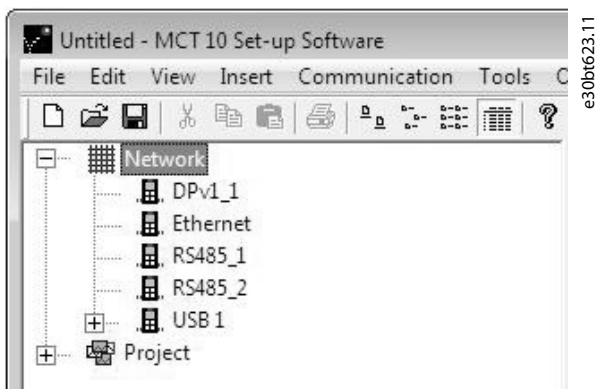 Untitled - MCT 10 Set-up Software
File Edit View Insert Communication Tools
Network
DPv1_1
Ethernet
RS485_1
RS485_2
USB 1
Project
e30bt623.11